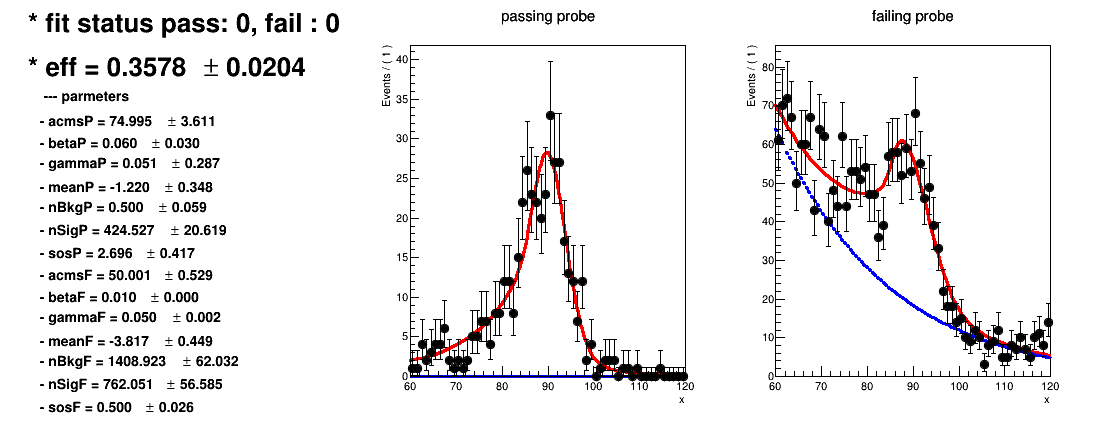 * fit status pass: 0, fail : 0
* eff = 0.3578 ± 0.0204
--- parmeters
- acmsP = 74.995 ± 3.611
- betaP = 0.060 ± 0.030
- gammaP = 0.051 ± 0.287
- meanP = -1.220 ± 0.348
- nBkgP = 0.500 ± 0.059
- nSigP = 424.527 ± 20.619
- sosP = 2.696 ± 0.417
- acmsF = 50.001 ± 0.529
- betaF = 0.010 ± 0.000
- gammaF = 0.050 ± 0.002
- meanF = -3.817 ± 0.449
- nBkgF = 1408.923 ± 62.032
- nSigF = 762.051 ± 56.585
- sosF = 0.500 ± 0.026
passing probe
Events / ( 1 )
40
35
30
25
20
15
10
5
0
60 70 80 90 100 110 120
x
failing probe
Events / ( 1 )
80
70
60
50
40
30
20
10
0
60 70 80 90 100 110 120
x